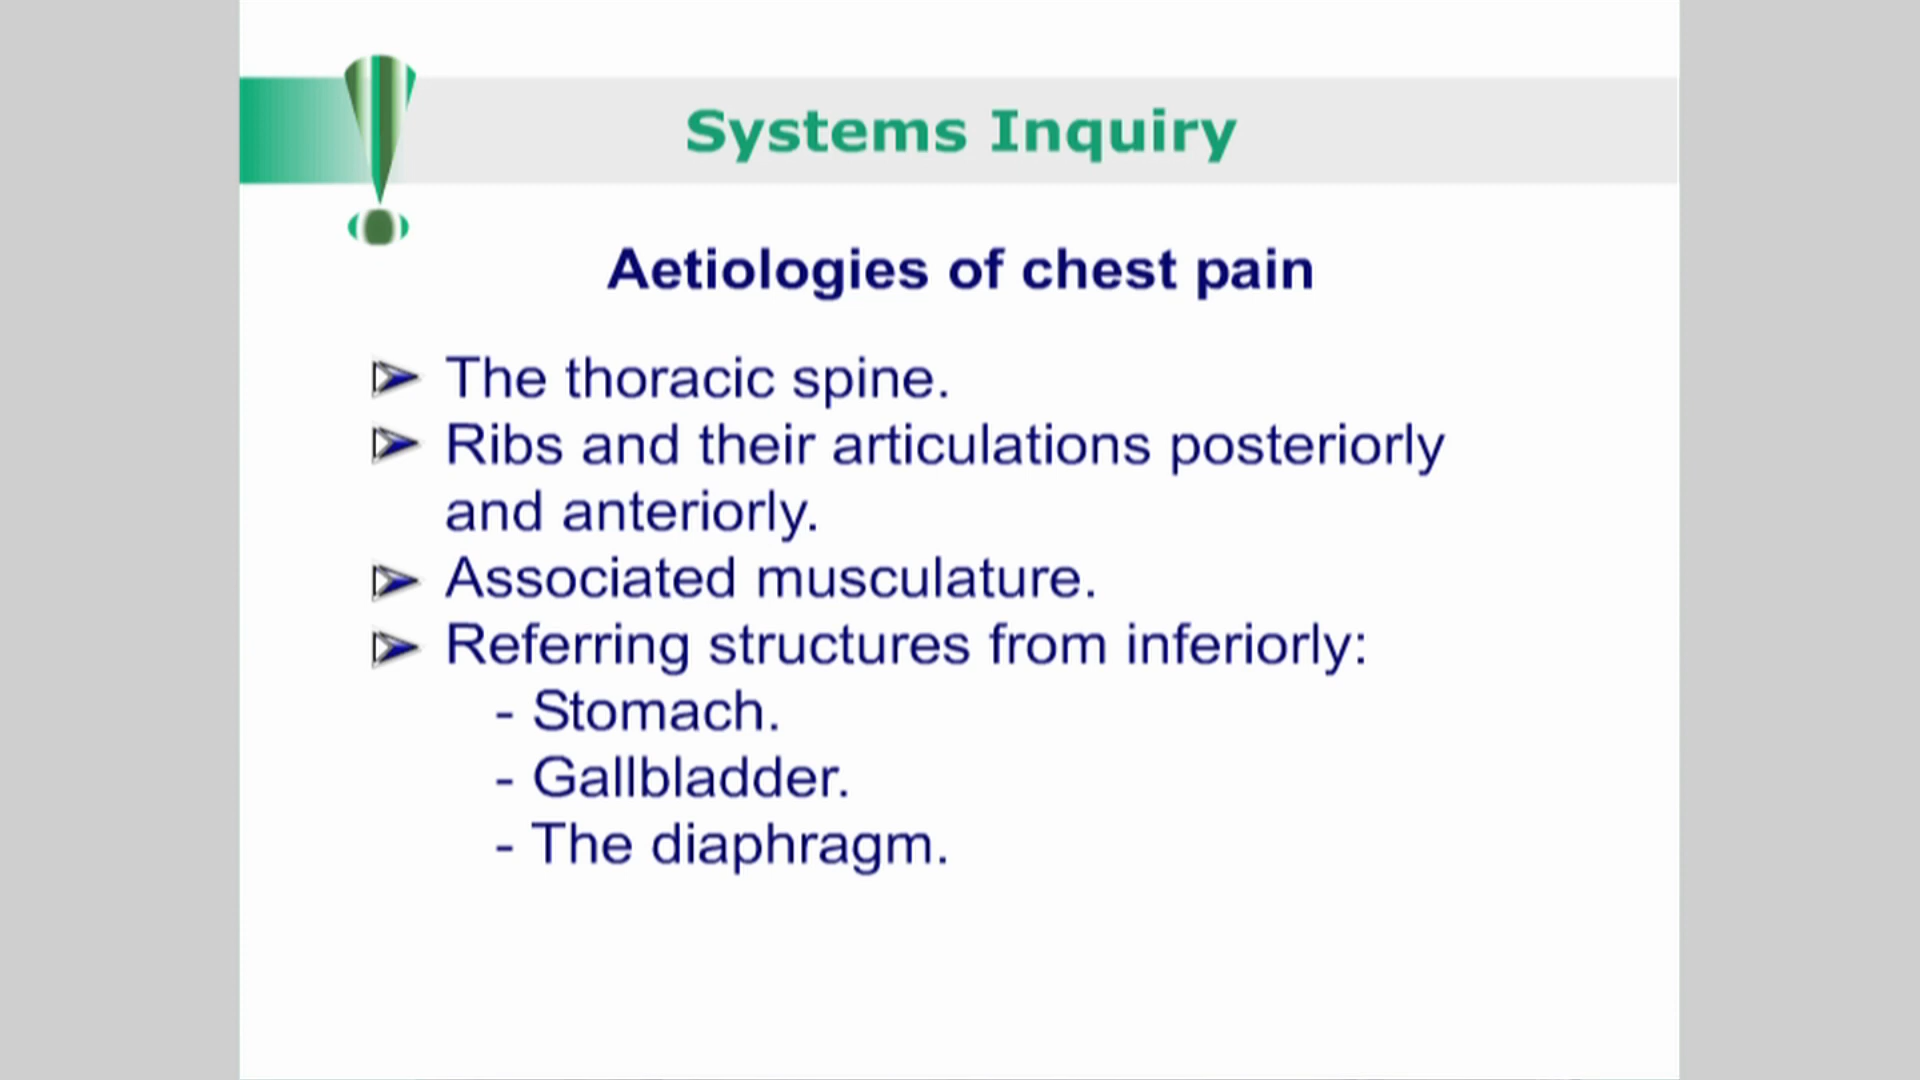 Systems Inquiry
Aetiologies of chest pain
The thoracic spine.
Ribs and their articulations posteriorly
and anteriorly.
Associated musculature.
Referring structures from inferiorly:
- Stomach.
- Gallbladder.
- The diaphragm.